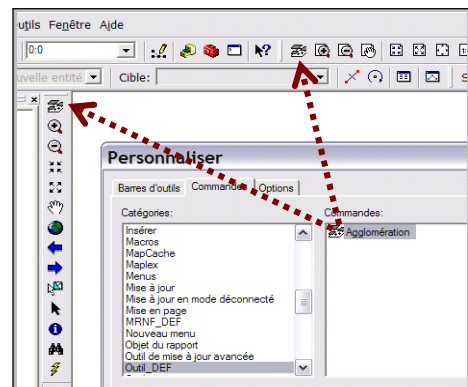 utils Fenêtre Ajde
0:0
uvelle entité Cible:
Personnaliser
Barres d'outils Commandes Options
Catégories: Commandes:
Insérer
Macros
MapCache
Maplex
Menus
Mise à jour
Mise à jour en mode déconnecté
Mise en page
MRNF_DEF
Nouveau menu
Objet du rapport
Outil de mise à jour avancée
Outil_DEF
Agglomération